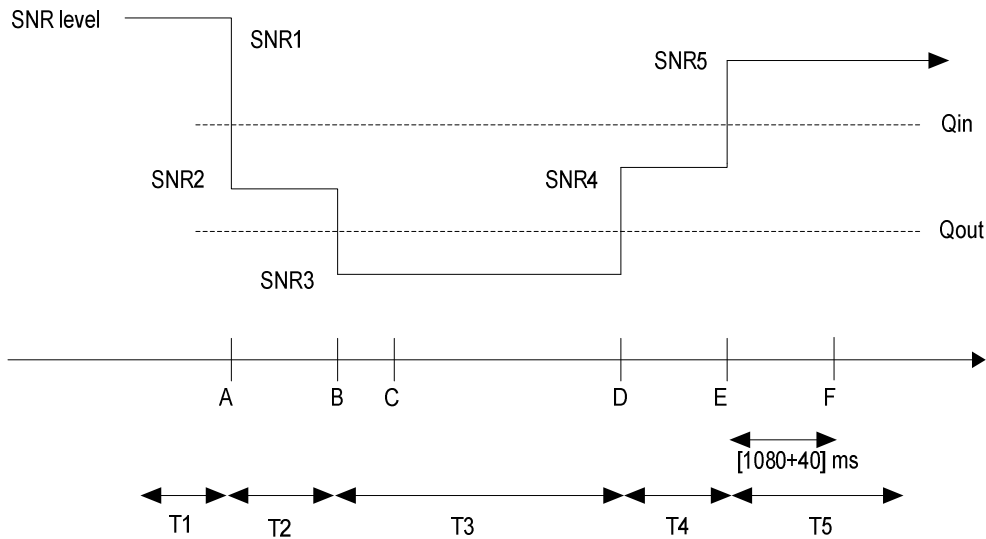 SNR level
SNR1
SNR5
Qin
SNR2
SNR4
Qout
SNR3
A
B
C
D
E
F
[1080+40] ms
T1
T2
T3
T4
T5